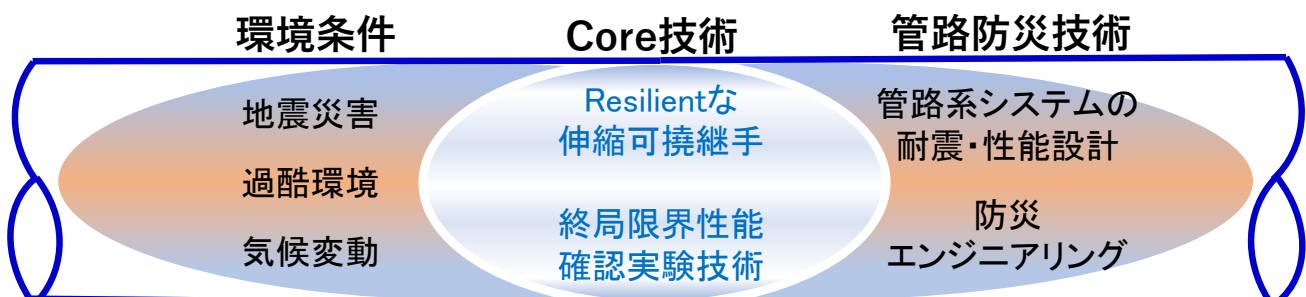 環境条件
地震災害
過酷環境
気候変動
Core技術
Resilientな
伸縮可撓継手
終局限界性能
確認実験技術
管路防災技術
管路系システムの
耐震・性能設計
防災
エンジニアリング